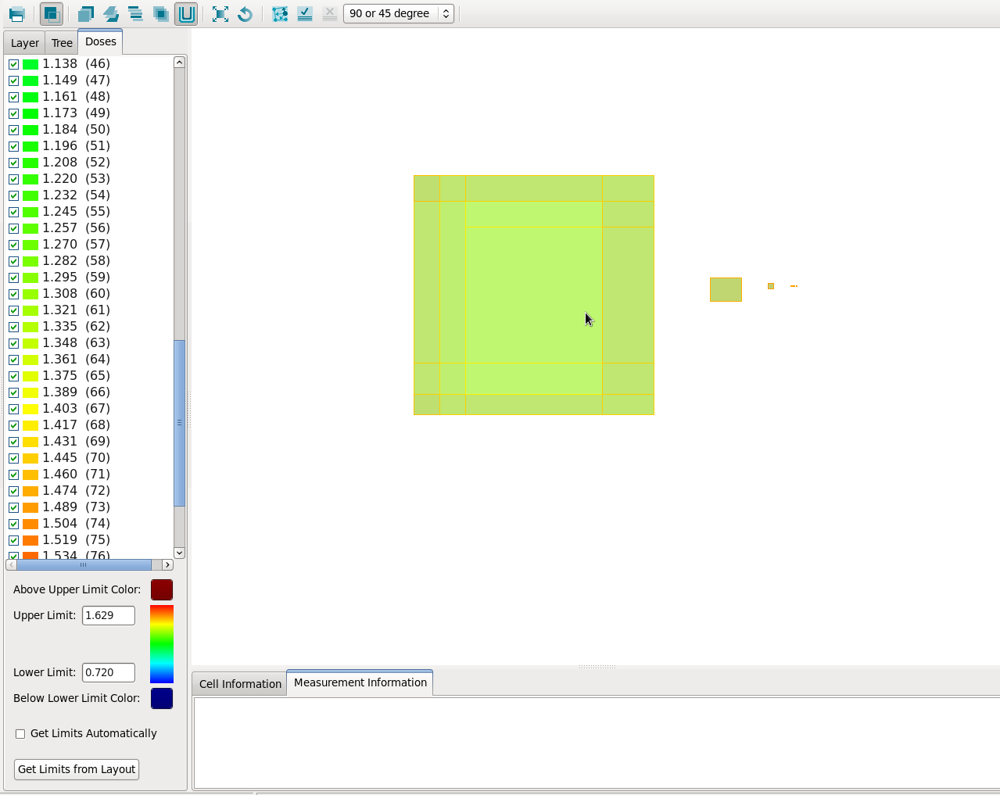 90 or 45 degree
Layer
Tree
Doses
1.138 (46)
1.149 (47)
1.161 (48)
1.173 (49)
1.184 (50)
1.196 (51)
1.208 (52)
1.220 (53)
1.232 (54)
1.245 (55)
1.257 (56)
1.270 (57)
1.282 (58)
1.295 (59)
1.308 (60)
1.321 (61)
1.335 (62)
1.348 (63)
1.361 (64)
1.375 (65)
1.389 (66)
1.403 (67)
1.417 (68)
1.431 (69)
1.445 (70)
1.460 (71)
1.474 (72)
1.489 (73)
1.504 (74)
1.519 (75)
1.534 (76)
Above Upper Limit Color:
Upper Limit: 1.629
Lower Limit: 0.720
Below Lower Limit Color:
Get Limits Automatically
Get Limits from Layout
Cell Information
Measurement Information